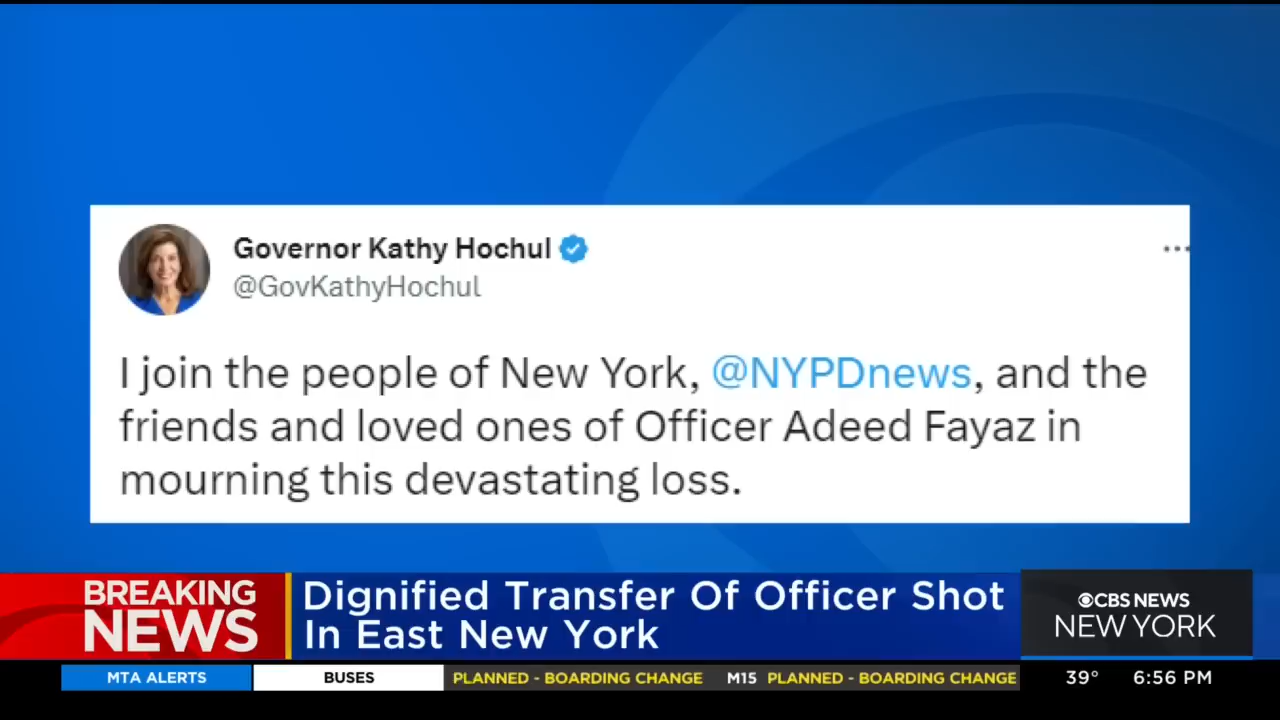 Governor Kathy Hochul
@GovKathyHochul
I join the people of New York, @NYPDnews, and the
friends and loved ones of Officer Adeed Fayaz in
mourning this devastating loss.
BREAKING
NEWS
Dignified Transfer Of Officer Shot
In East New York
CBS NEWS
NEW YORK
MTA ALERTS BUSES PLANNED - BOARDING CHANGE M15 PLANNED - BOARDING CHANGE 39° 6:56 PM